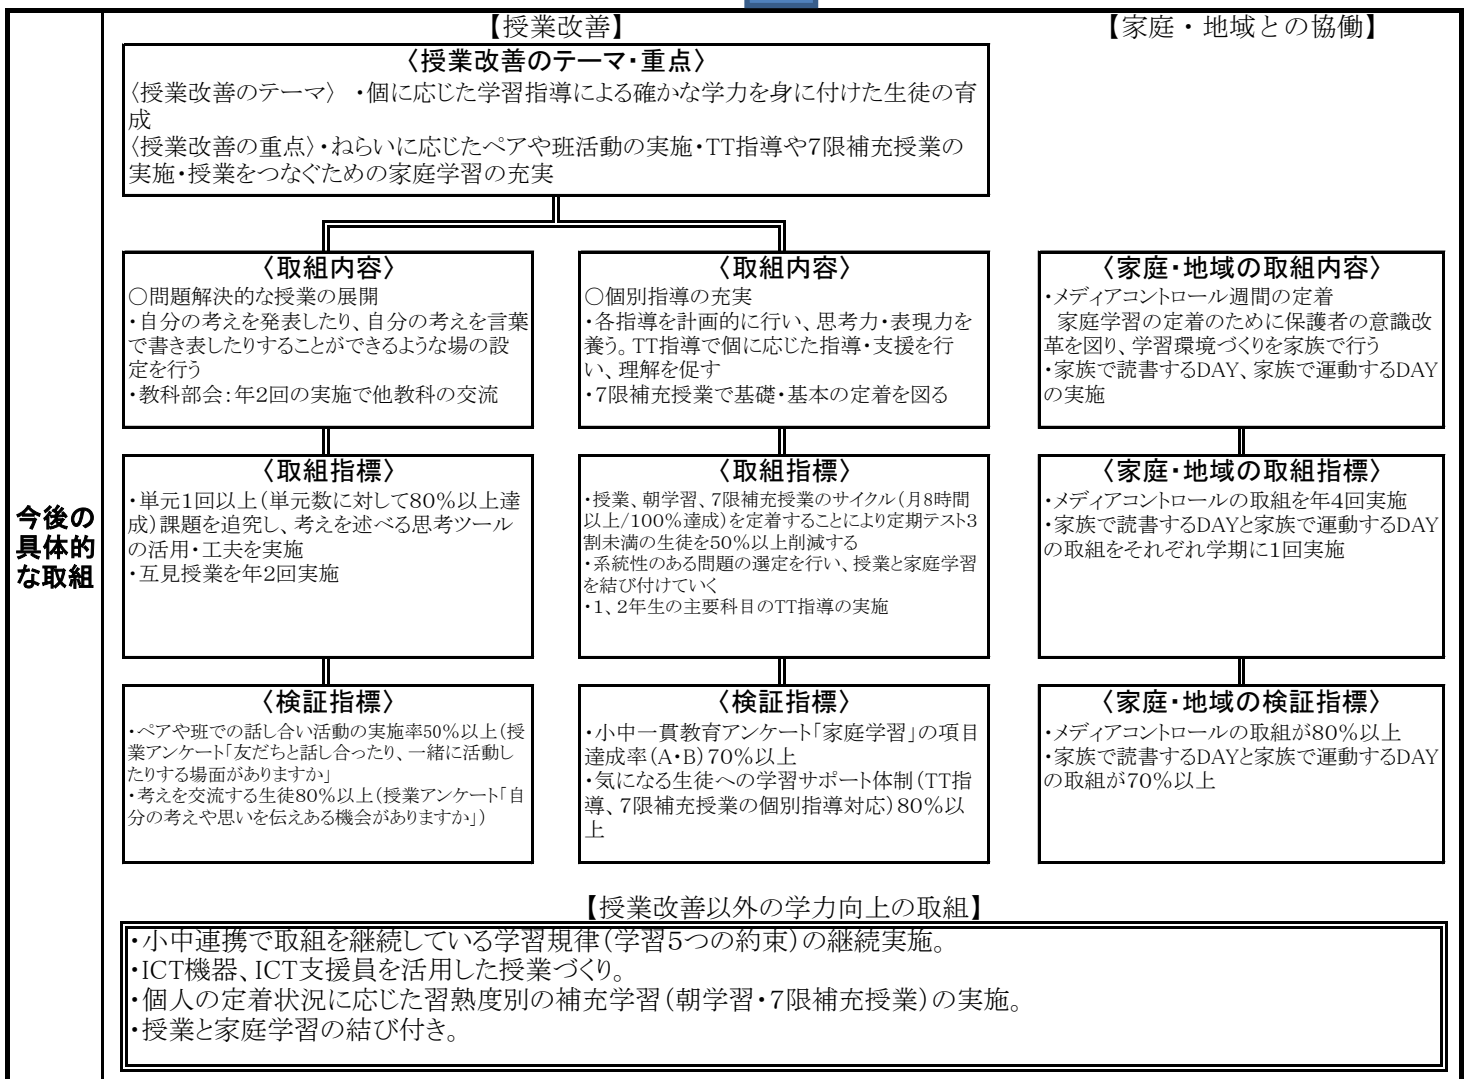 【授業改善】
【家庭・地域との協働】
〈授業改善のテーマ・重点〉
〈授業改善のテーマ〉 ・個に応じた学習指導による確かな学力を身に付けた生徒の育
成
〈授業改善の重点〉・ねらいに応じたペアや班活動の実施・TT指導や7限補充授業の
実施・授業をつなぐための家庭学習の充実
〈取組内容〉
○問題解決的な授業の展開
・自分の考えを発表したり、自分の考えを言葉
で書き表したりすることができるような場の設
定を行う
・教科部会：年2回の実施で他教科の交流
〈取組内容〉
○個別指導の充実
・各指導を計画的に行い、思考力・表現力を
養う。TT指導で個に応じた指導・支援を行
い、理解を促す
・7限補充授業で基礎・基本の定着を図る
〈家庭・地域の取組内容〉
・メディアコントロール週間の定着
家庭学習の定着のために保護者の意識改
革を図り、学習環境づくりを家族で行う
・家族で読書するDAY、家族で運動するDAY
の実施
今後の
具体的
な取組
〈取組指標〉
・単元1回以上（単元数に対して80％以上達
成）課題を追究し、考えを述べる思考ツール
の活用・工夫を実施
・互見授業を年2回実施
〈取組指標〉
・授業、朝学習、7限補充授業のサイクル（月8時間
以上/100％達成）を定着することにより定期テスト3
割未満の生徒を50％以上削減する
・系統性のある問題の選定を行い、授業と家庭学習
を結び付けていく
・1、2年生の主要科目のTT指導の実施
〈家庭・地域の取組指標〉
・メディアコントロールの取組を年4回実施
・家族で読書するDAYと家族で運動するDAY
の取組をそれぞれ学期に1回実施
〈検証指標〉
・ペアや班での話し合い活動の実施率50％以上（授
業アンケート「友だちと話し合ったり、一緒に活動し
たりする場面がありますか」
・考えを交流する生徒80％以上（授業アンケート「自
分の考えや思いを伝えある機会がありますか」）
〈検証指標〉
・小中一貫教育アンケート「家庭学習」の項目
達成率（A・B）70％以上
・気になる生徒への学習サポート体制（TT指
導、7限補充授業の個別指導対応）80％以
上
〈家庭・地域の検証指標〉
・メディアコントロールの取組が80％以上
・家族で読書するDAYと家族で運動するDAY
の取組が70％以上
【授業改善以外の学力向上の取組】
・小中連携で取組を継続している学習規律（学習5つの約束）の継続実施。
・ICT機器、ICT支援員を活用した授業づくり。
・個人の定着状況に応じた習熟度別の補充学習（朝学習・7限補充授業）の実施。
・授業と家庭学習の結び付き。